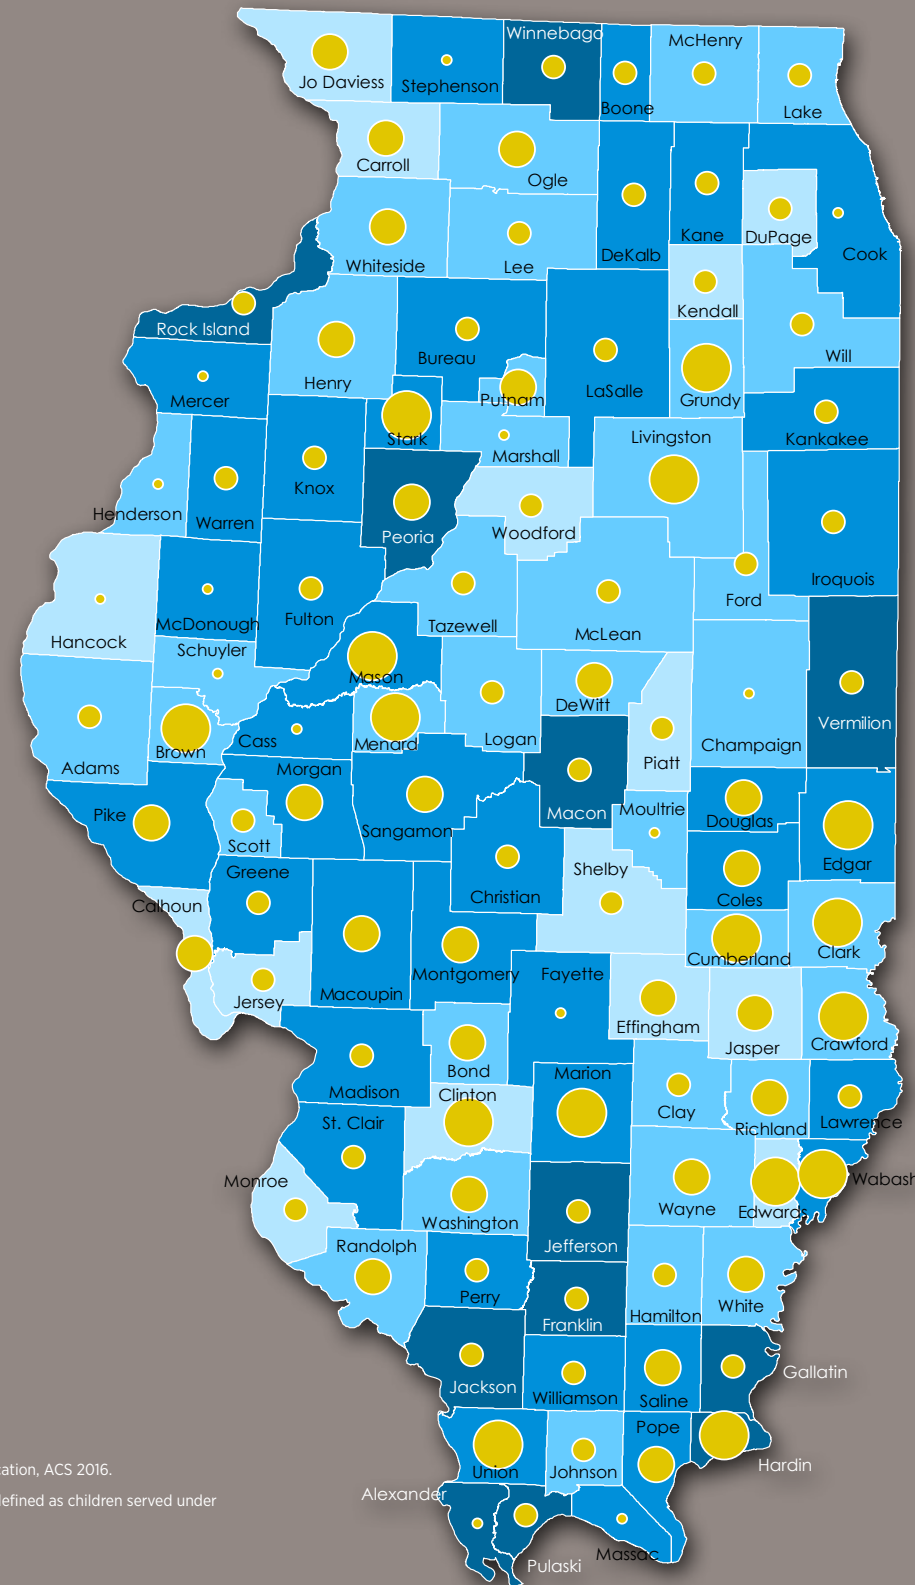 Winnebago
McHenry
Jo Daviess
Stephenson
Boone
Lake
Carroll
Ogle
Whiteside
Lee
DeKalb
Kane
DuPage
Cook
Rock Island
Kendall
Henry
Bureau
Will
Mercer
Putnam
LaSalle
Grundy
Stark
Livingston
Kankakee
Marshall
Knox
Henderson
Warren
Peoria
Woodford
Iroquois
Ford
McDonough
Fulton
Tazewell
McLean
Hancock
Schuyler
Mason
DeWitt
Vermilion
Cass
Menard
Logan
Brown
Champaign
Adams
Piatt
Morgan
Pike
Macon
Moultrie
Douglas
Sangamon
Scott
Edgar
Greene
Shelby
Christian
Coles
Calhoun
Clark
Cumberland
Montgomery
Fayette
Macoupin
Jersey
Effingham
Jasper
Crawford
Bond
Marion
Madison
Clinton
Clay
Richland
Lawrence
St. Clair
Monroe
Wabash
Wayne
Edwards
Washington
Randolph
Jefferson
Perry
White
Hamilton
Franklin
Gallatin
Jackson
Williamson
Saline
Pope
Hardin
Union
Johnson
cation, ACS 2016.
Alexander
efined as children served under
Massac
Pulaski